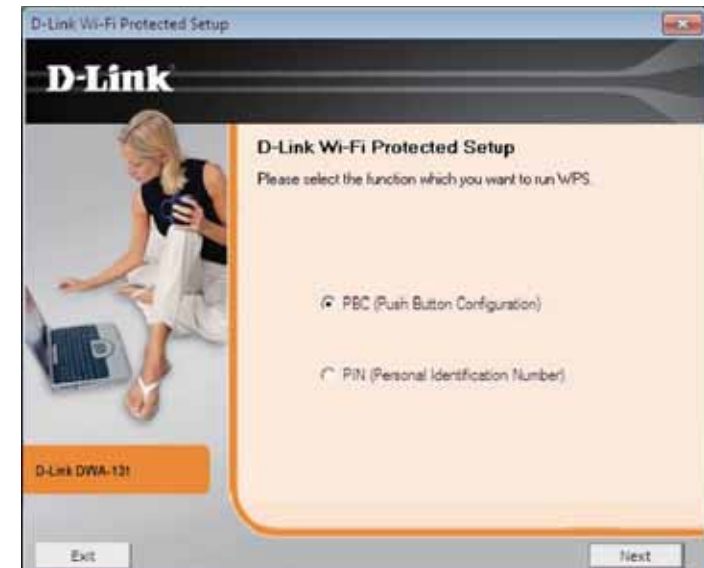 D-Link Wi-Fi Protected Setup
D-Link
D-Link Wi-Fi Protected Setup
Please select the function which you want to run WPS.
PBC (Push Button Configuration)
PIN (Personal Identification Number)
D-Link DWA-131
Exit
Next